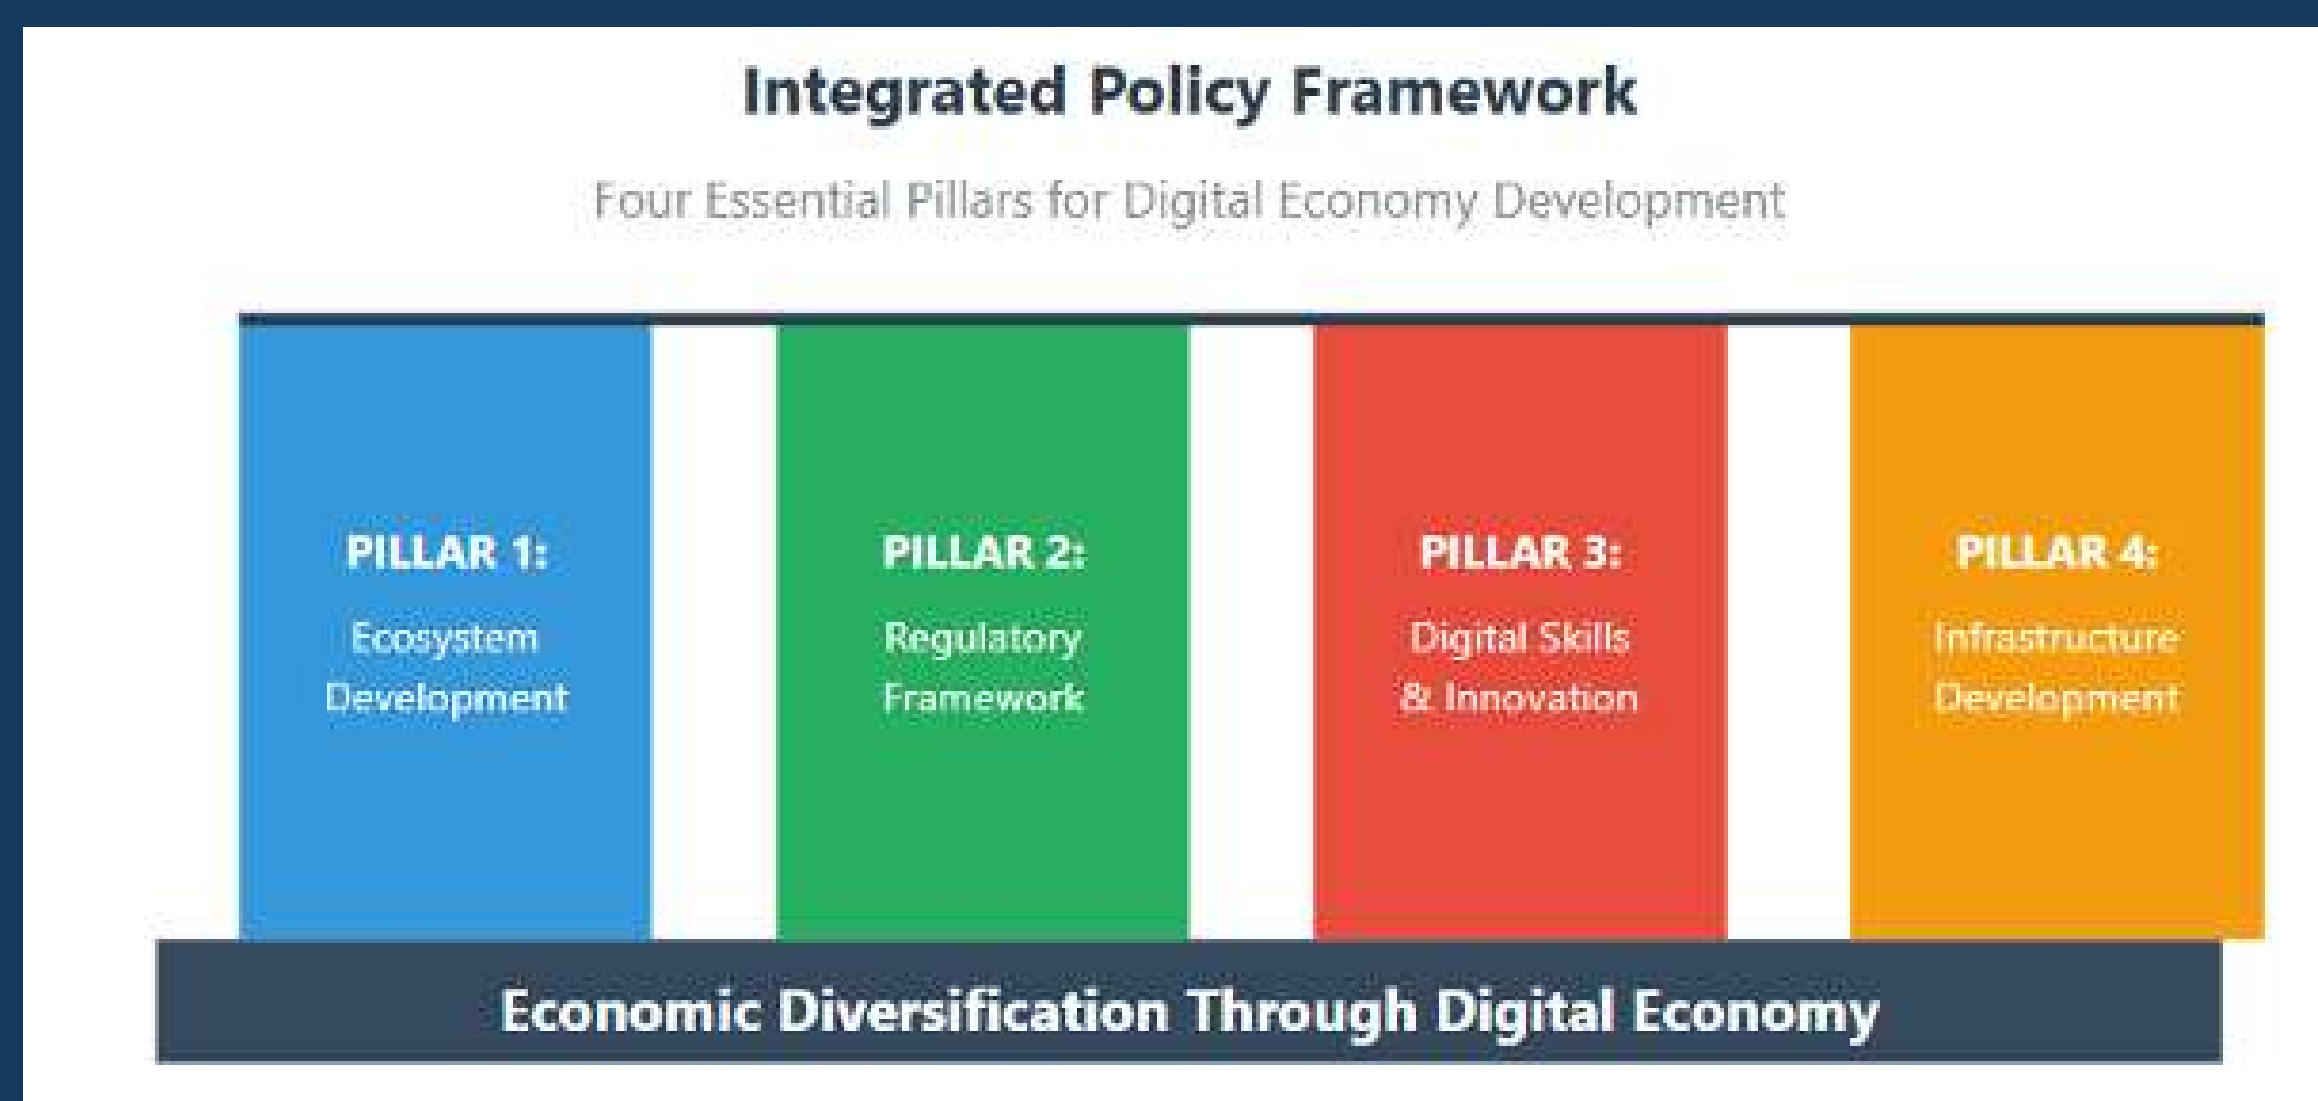 Integrated Policy Framework
Four Essential Pillars for Digital Economy Development
PILLAR 1:
Ecosystem
Development
PILLAR 2:
Regulatory
Framework
PILLAR 3:
Digital Skills
& Innovation
PILLAR 4:
Infrastructure
Development
Economic Diversification Through Digital Economy